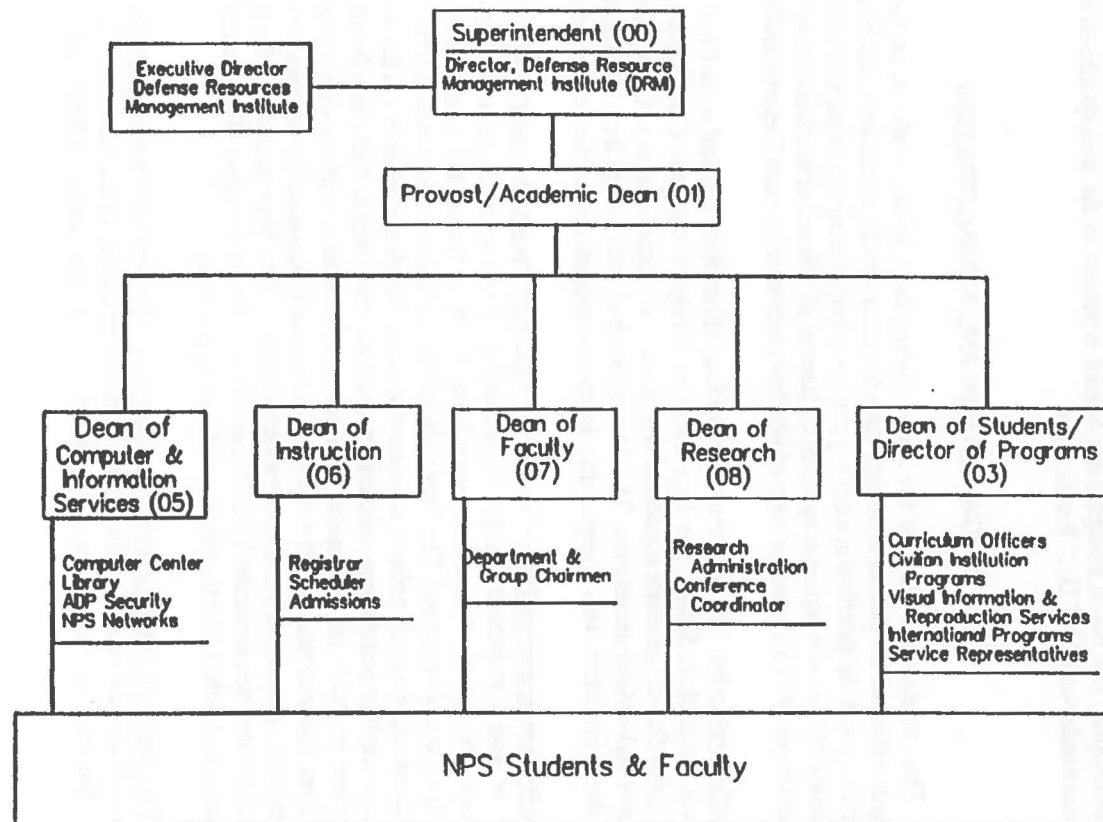 Superintendent (00)
Director, Defense Resource
Management Institute (DRMI)
Executive Director
Defense Resources
Management Institute
Provost/Academic Dean (01)
Dean of
Computer &
Information
Services (05)
Dean of
Instruction
(06)
Dean of
Faculty
(07)
Dean of
Research
(08)
Dean of Students/
Director of Programs
(03)
Computer Center
Library
ADP Security
NPS Networks
Registrar
Scheduler
Admissions
Department &
Group Chairmen
Research
Administration
Conference
Coordinator
Curriculum Officers
Civilian Institution
Programs
Visual Information &
Reproduction Services
International Programs
Service Representatives
NPS Students & Faculty